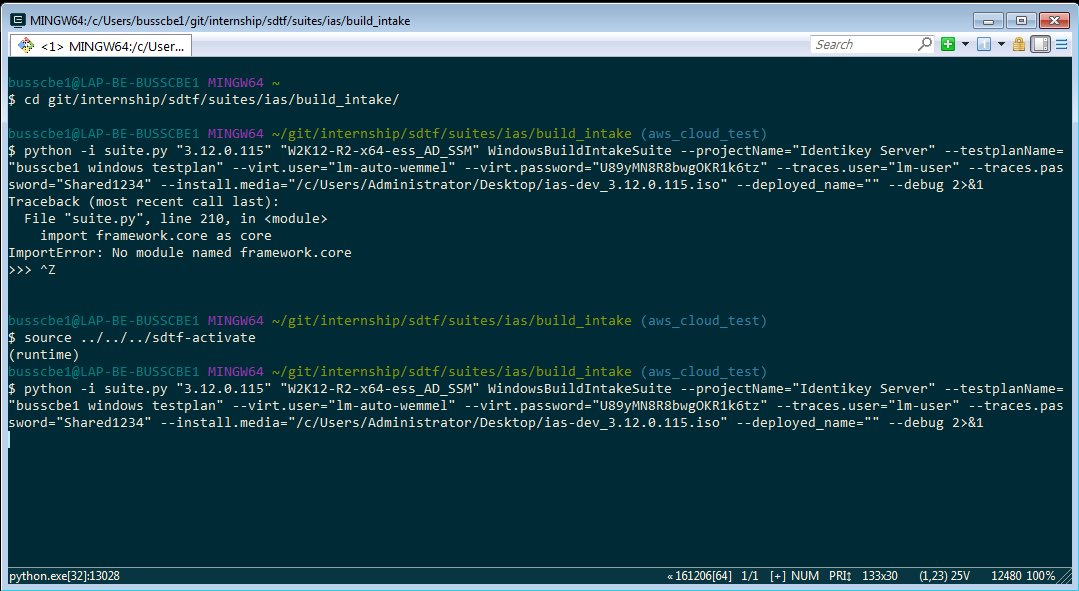 MINGW64:/c/Users/busscbe1/git/internship/sdtf/suites/ias/build_intake
<1> MINGW64:/c/User...
Search
busscbe1@LAP-BE-BUSSCBE1 MINGW64 ~
$ cd git/internship/sdtf/suites/ias/build_intake/
busscbe1@LAP-BE-BUSSCBE1 MINGW64 ~/git/internship/sdtf/suites/ias/build_intake (aws_cloud_test)
$ python -i suite.py "3.12.0.115" "W2K12-R2-x64-ess_AD_SSM" WindowsBuildIntakeSuite --projectName="Identikey Server" --testplanName=
"busscbe1 windows testplan" --virt.user="lm-auto-wemmel" --virt.password="U89yMN8R8bwgOKR1k6tz" --traces.user="lm-user" --traces.pas
sword="Shared1234" --install.media="/c/Users/Administrator/Desktop/ias-dev_3.12.0.115.iso" --deployed_name="" --debug 2>&1
Traceback (most recent call last):
File "suite.py", line 210, in <module>
import framework.core as core
ImportError: No module named framework.core
>>> ^Z
busscbe1@LAP-BE-BUSSCBE1 MINGW64 ~/git/internship/sdtf/suites/ias/build_intake (aws_cloud_test)
$ source ../../../sdtf-activate
(runtime)
busscbe1@LAP-BE-BUSSCBE1 MINGW64 ~/git/internship/sdtf/suites/ias/build_intake (aws_cloud_test)
$ python -i suite.py "3.12.0.115" "W2K12-R2-x64-ess_AD_SSM" WindowsBuildIntakeSuite --projectName="Identikey Server" --testplanName=
"busscbe1 windows testplan" --virt.user="lm-auto-wemmel" --virt.password="U89yMN8R8bwgOKR1k6tz" --traces.user="lm-user" --traces.pas
sword="Shared1234" --install.media="/c/Users/Administrator/Desktop/ias-dev_3.12.0.115.iso" --deployed_name="" --debug 2>&1
python.exe[32]:13028 « 161206[64] 1/1 [+] NUM PRI↕ 133x30 (1,23) 25V 12480 100%